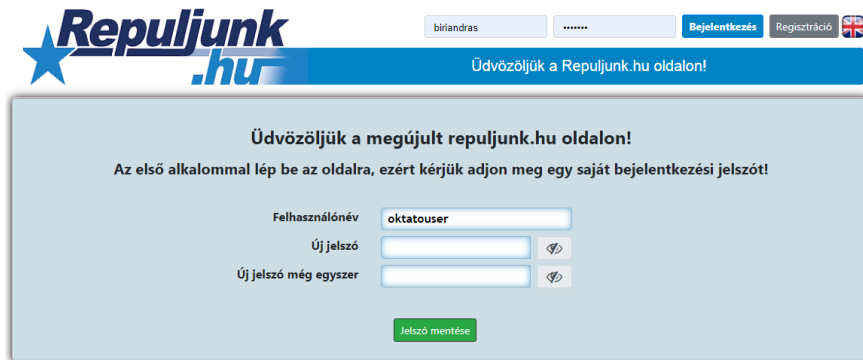 Repuljunk
.hu
biriandras ••••••• Bejelentkezés Regisztráció
Üdvözöljük a Repuljunk.hu oldalon!
Üdvözöljük a megújult repuljunk.hu oldalon!
Az első alkalommal lép be az oldalra, ezért kérjük adjon meg egy saját bejelentkezési jelszót!
Felhasználónév oktatouser
Új jelszó
Új jelszó még egyszer
Jelszó mentése